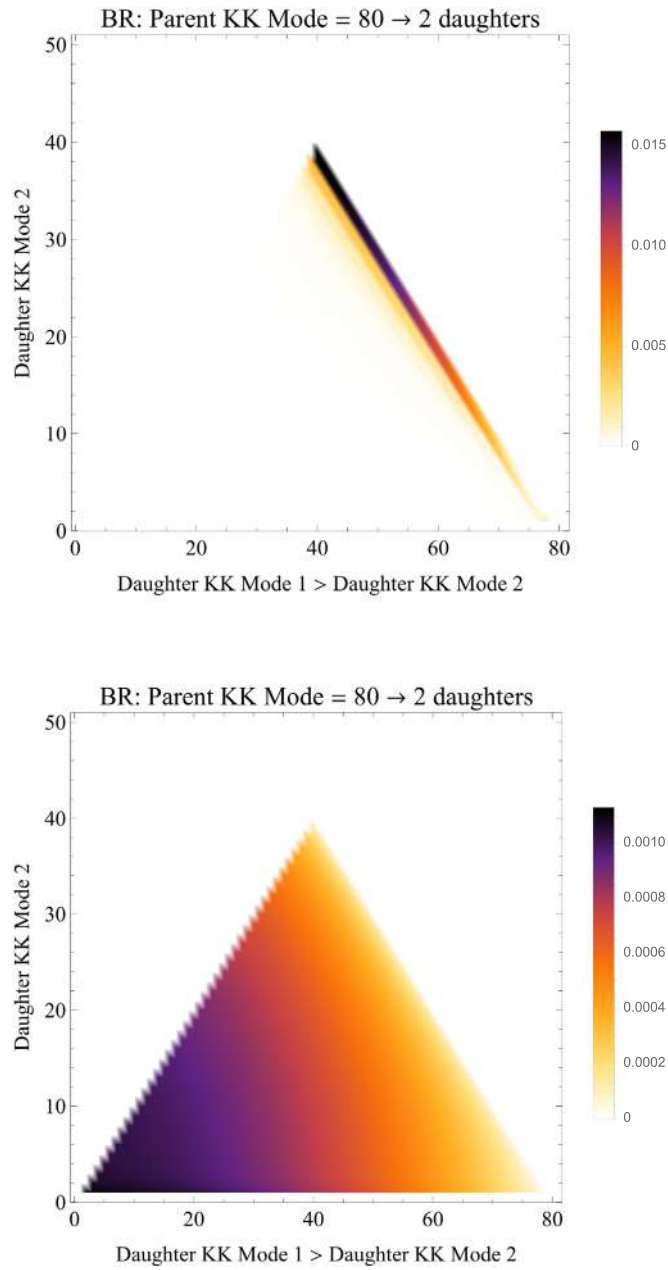 BR: Parent KK Mode = 80 → 2 daughters
50
40
30
20
10
0
Daughter KK Mode 2
0 20 40 60 80
Daughter KK Mode 1 > Daughter KK Mode 2
0.015
0.010
0.005
0
BR: Parent KK Mode = 80 → 2 daughters
50
40
30
20
10
0
Daughter KK Mode 2
0 20 40 60 80
Daughter KK Mode 1 > Daughter KK Mode 2
0.0010
0.0008
0.0006
0.0004
0.0002
0